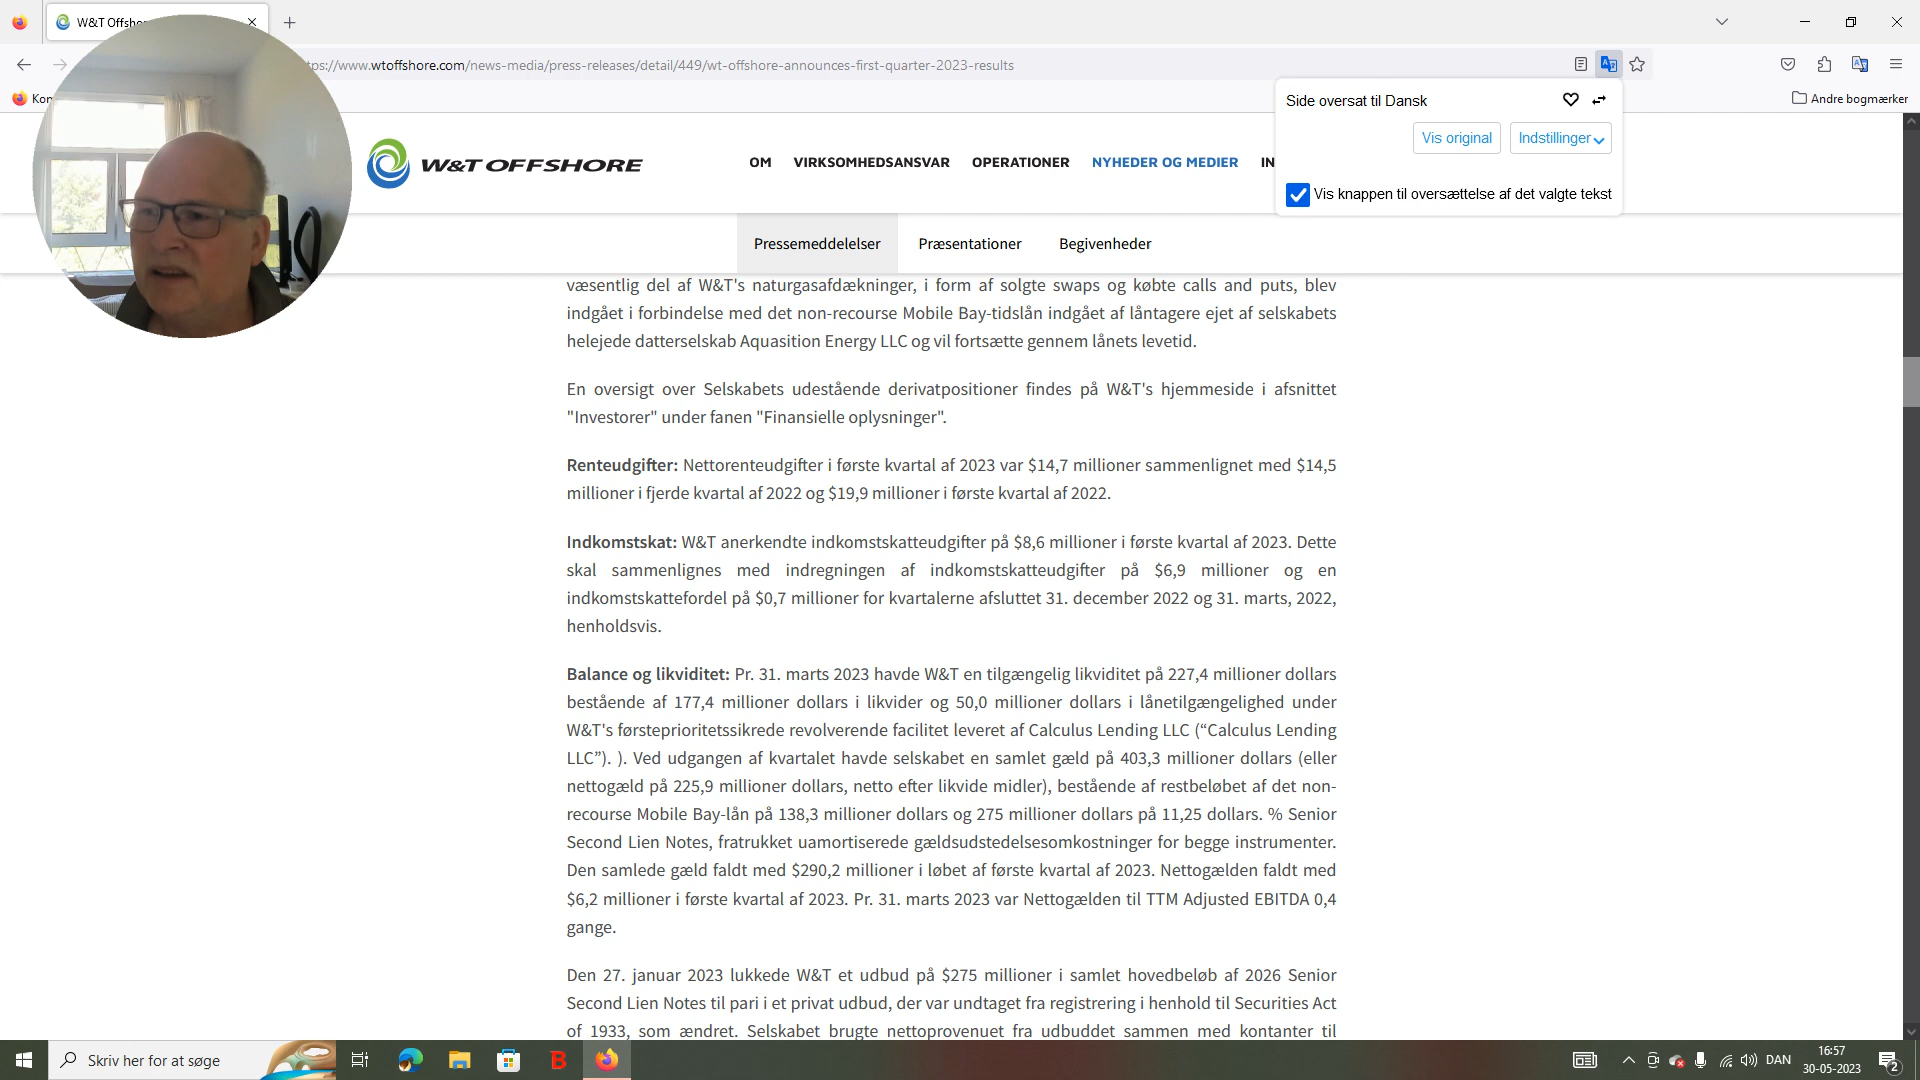 W&T Offsho
tps://www.wtoffshore.com/news-media/press-releases/detail/449/wt-offshore-announces-first-quarter-2023-results
Kon
Andre bogmærker
Side oversat til Dansk
Vis original
Indstillinger
Vis knappen til oversættelse af det valgte tekst
W&T OFFSHORE
OM VIRKSOMHEDSANSVAR OPERATIONER NYHEDER OG MEDIER IN
Pressemeddelelser Præsentationer Begivenheder
væsentlig del af W&T's naturgasafdækninger, i form af solgte swaps og købte calls and puts, blev
indgået i forbindelse med det non-recourse Mobile Bay-tidslån indgået af låntagere ejet af selskabets
helejede datterselskab Aquasition Energy LLC og vil fortsætte gennem lånets levetid.
En oversigt over Selskabets udestående derivatpositioner findes på W&T's hjemmeside i afsnittet
"Investorer" under fanen "Finansielle oplysninger".
Renteudgifter: Nettorenteudgifter i første kvartal af 2023 var $14,7 millioner sammenlignet med $14,5
millioner i fjerde kvartal af 2022 og $19,9 millioner i første kvartal af 2022.
Indkomstskat: W&T anerkendte indkomstskatteudgifter på $8,6 millioner i første kvartal af 2023. Dette
skal sammenlignes med indregningen af indkomstskatteudgifter på $6,9 millioner og en
indkomstskattefordel på $0,7 millioner for kvartalerne afsluttet 31. december 2022 og 31. marts, 2022,
henholdsvis.
Balance og likviditet: Pr. 31. marts 2023 havde W&T en tilgængelig likviditet på 227,4 millioner dollars
bestående af 177,4 millioner dollars i likvider og 50,0 millioner dollars i lånetilgængelighed under
W&T's førsteprioritetssikrede revolverende facilitet leveret af Calculus Lending LLC (“Calculus Lending
LLC”). ). Ved udgangen af kvartalet havde selskabet en samlet gæld på 403,3 millioner dollars (eller
nettogæld på 225,9 millioner dollars, netto efter likvide midler), bestående af restbeløbet af det non-
recourse Mobile Bay-lån på 138,3 millioner dollars og 275 millioner dollars på 11,25 dollars. % Senior
Second Lien Notes, fratrukket uamortiserede gældsudstedelsesomkostninger for begge instrumenter.
Den samlede gæld faldt med $290,2 millioner i løbet af første kvartal af 2023. Nettogælden faldt med
$6,2 millioner i første kvartal af 2023. Pr. 31. marts 2023 var Nettogælden til TTM Adjusted EBITDA 0,4
gange.
Den 27. januar 2023 lukkede W&T et udbud på $275 millioner i samlet hovedbeløb af 2026 Senior
Second Lien Notes til pari i et privat udbud, der var undtaget fra registrering i henhold til Securities Act
of 1933, som ændret. Selskabet brugte nettoprovenuet fra udbuddet sammen med kontanter til
Skriv her for at søge
B
DAN
16:57
30-05-2023
2